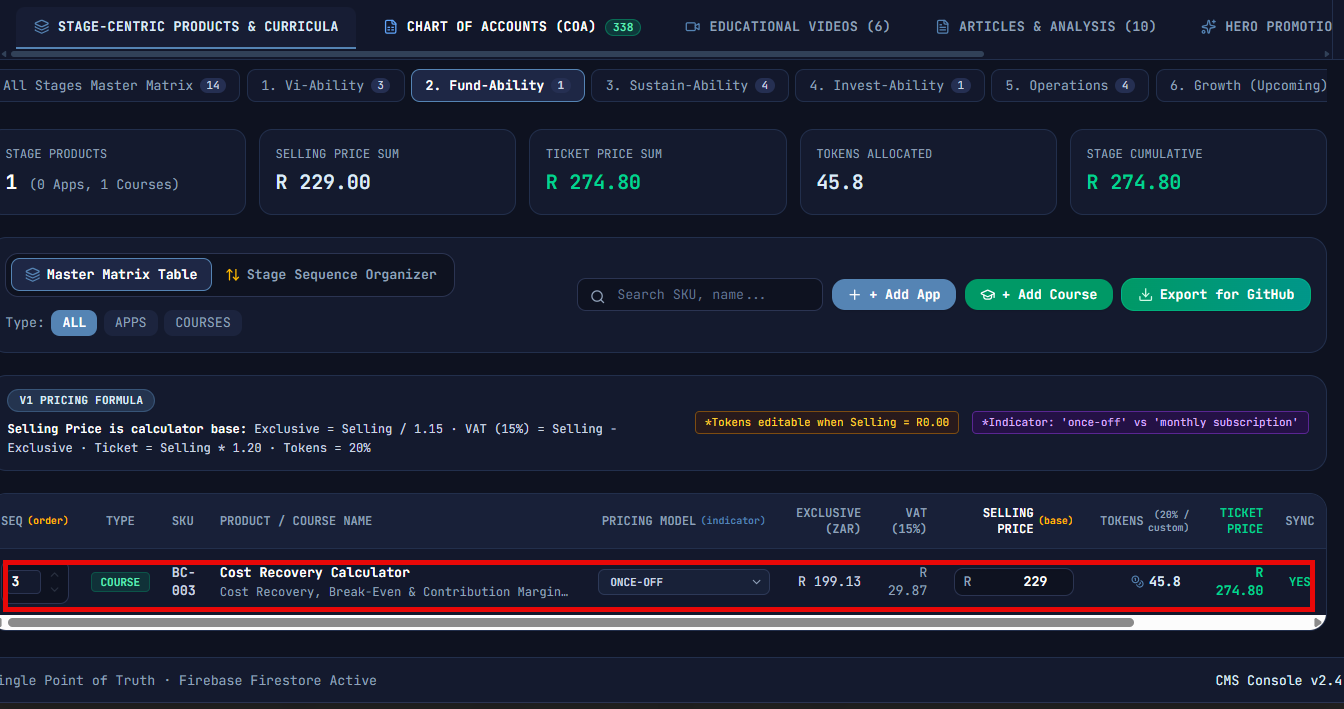 STAGE-CENTRIC PRODUCTS & CURRICULA CHART OF ACCOUNTS (COA) 338 EDUCATIONAL VIDEOS (6) ARTICLES & ANALYSIS (10) HERO PROMOTIO
All Stages Master Matrix 14 1. Vi-Ability 3 2. Fund-Ability 1 3. Sustain-Ability 4 4. Invest-Ability 1 5. Operations 4 6. Growth (Upcoming)
STAGE PRODUCTS SELLING PRICE SUM TICKET PRICE SUM TOKENS ALLOCATED STAGE CUMULATIVE
1 (0 Apps, 1 Courses) R 229.00 R 274.80 45.8 R 274.80
Master Matrix Table Stage Sequence Organizer
Search SKU, name... + + Add App + Add Course Export for GitHub
Type: ALL APPS COURSES
V1 PRICING FORMULA
Selling Price is calculator base: Exclusive = Selling / 1.15 · VAT (15%) = Selling -
Exclusive · Ticket = Selling * 1.20 · Tokens = 20%
*Tokens editable when Selling = R0.00 *Indicator: 'once-off' vs 'monthly subscription'
SEQ (order) TYPE SKU PRODUCT / COURSE NAME PRICING MODEL (indicator) EXCLUSIVE (ZAR) VAT (15%) SELLING PRICE (base) TOKENS (20% / custom) TICKET PRICE SYNC
3 COURSE BC-003 Cost Recovery Calculator ONCE-OFF R 199.13 R 29.87 R 229 45.8 R 274.80 YES
Cost Recovery, Break-Even & Contribution Margin…
ingle Point of Truth · Firebase Firestore Active CMS Console v2.4